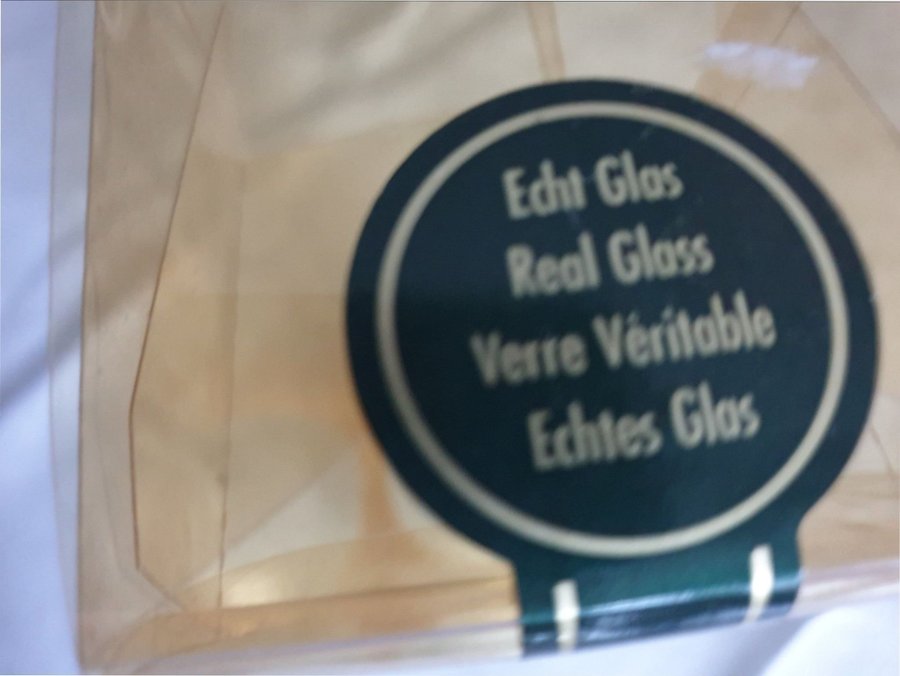 Echt Glas
Real Glass
Verre Véritable
Echtes Glas